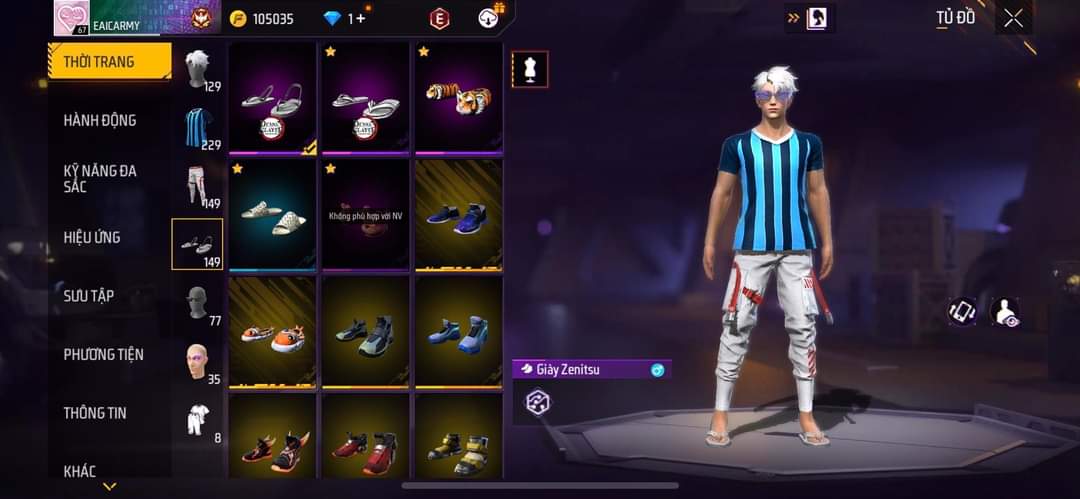 67
EAICARMY
105035
1+
E
TỦ ĐỒ
THỜI TRANG
HÀNH ĐỘNG
KỸ NĂNG ĐA
SẮC
HIỆU ỨNG
SƯU TẬP
PHƯƠNG TIỆN
THÔNG TIN
KHÁC
129
229
149
149
77
35
8
Không phù hợp với NV
Giày Zenitsu